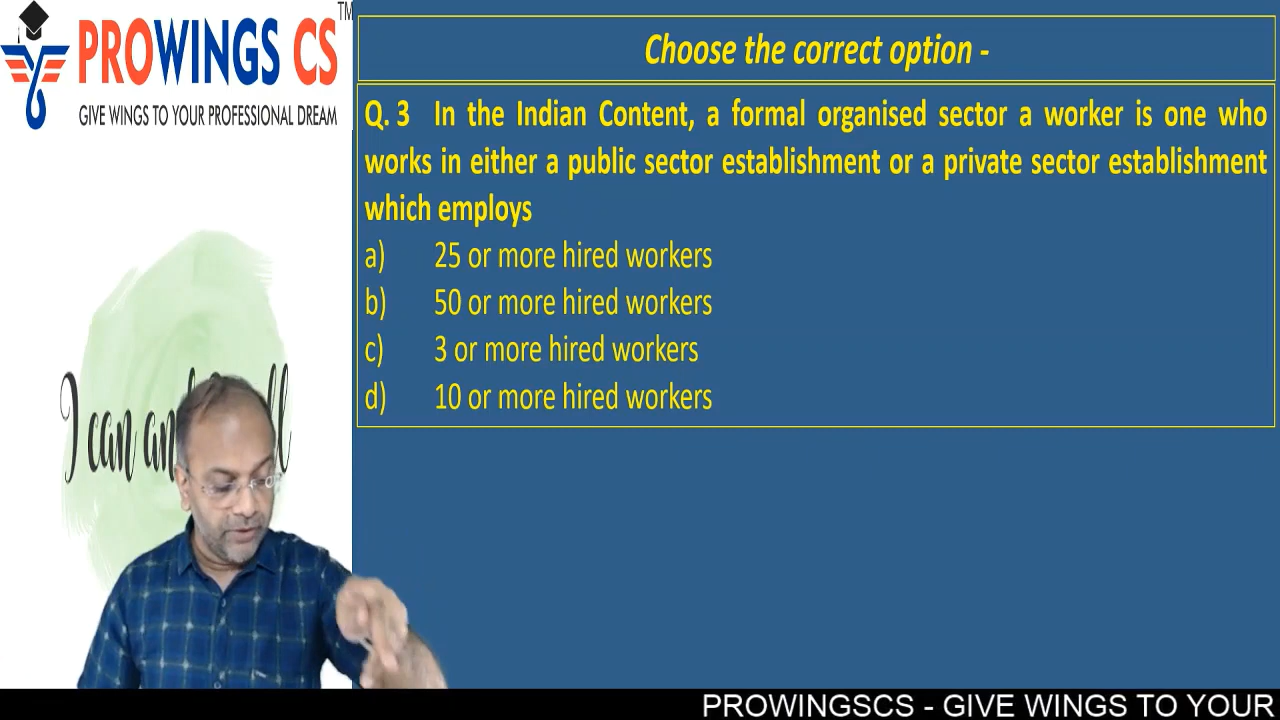 TM
PROWINGS CS
GIVE WINGS TO YOUR PROFESSIONAL DREAM
Choose the correct option -
Q. 3 In the Indian Content, a formal organised sector a worker is one who
works in either a public sector establishment or a private sector establishment
which employs
a) 25 or more hired workers
b) 50 or more hired workers
c) 3 or more hired workers
d) 10 or more hired workers
I can an
PROWINGSCS - GIVE WINGS TO YOUR